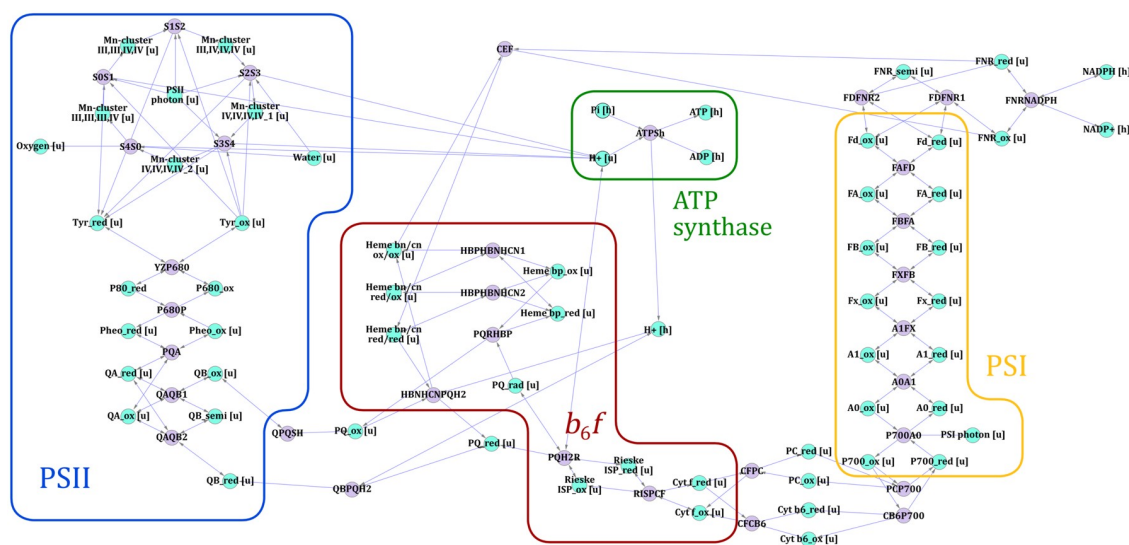 S1S2
Mn-cluster
III,III,IV,IV [u]
Mn-cluster
III,IV,IV,IV [u]
CEF
FNR_red [u]
FNR_semi [u]
NADPH [h]
S0S1
S2S3
PSII
photon [u]
FDFNR2
FDFNR1
FNRNADPH
Mn-cluster
III,III,III,IV [u]
Mn-cluster
IV,IV,IV,IV_1 [u]
Pi [h]
ATP [h]
ATPSh
NADP+ [h]
Oxygen [u]
S4S0
S3S4
Mn-cluster
IV,IV,IV,IV_2 [u]
Water [u]
H+ [u]
ADP [h]
Fd_ox [u]
Fd_red [u]
FNR_ox [u]
FAFD
ATP
synthase
FA_ox [u]
FA_red [u]
Tyr_red [u]
Tyr_ox [u]
FBFA
Heme bn/cn
ox/ox [u]
HBPHBNHCN1
Heme bp_ox [u]
FB_ox [u]
FB_red [u]
YZP680
FXFB
P80_red
P680_ox
Heme bn/cn
red/ox [u]
HBPHBNHCN2
Heme bp_red [u]
Fx_ox [u]
Fx_red [u]
P680P
Pheo_red [u]
Pheo_ox [u]
Heme bn/cn
red/red [u]
PQRHBP
H+ [h]
A1FX
PQA
A1_ox [u]
A1_red [u]
PSI
QA_red [u]
QB_ox [u]
PQ_rad [u]
A0A1
QAQB1
HBNHCNPQH2
A0_ox [u]
A0_red [u]
QA_ox [u]
QB_semi [u]
b6f
QAQB2
QPQSH
PQ_ox [u]
PQ_red [u]
P700A0
PSI photon [u]
PC_red [u]
PSII
PQH2R
Rieske
ISP_red [u]
P700_ox [u]
P700_red [u]
CFPC
QB_red [u]
QBPQH2
Rieske
ISP_ox [u]
RISPCF
Cyt f_red [u]
PC_ox [u]
PCP700
Cyt f_ox [u]
CFCB6
Cyt b6_red [u]
CB6P700
Cyt b6_ox [u]